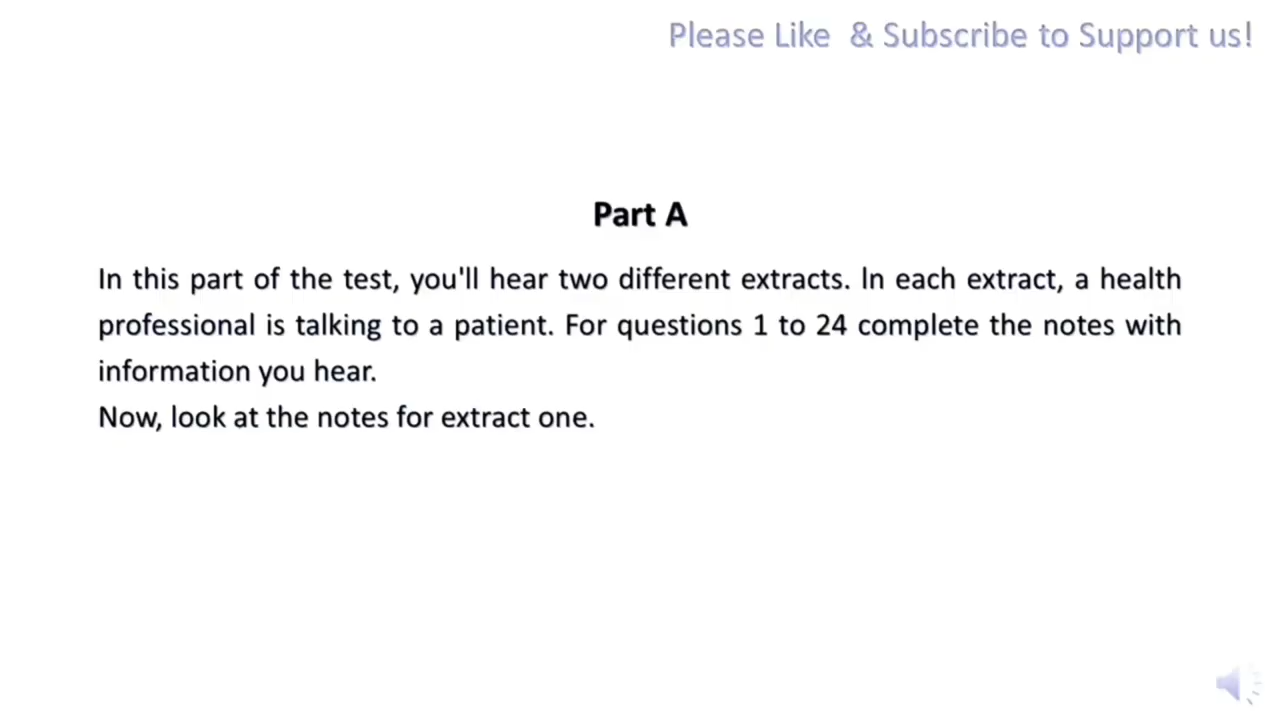 Please Like & Subscribe to Support us!
Part A
In this part of the test, you'll hear two different extracts. In each extract, a health
professional is talking to a patient. For questions 1 to 24 complete the notes with
information you hear.
Now, look at the notes for extract one.